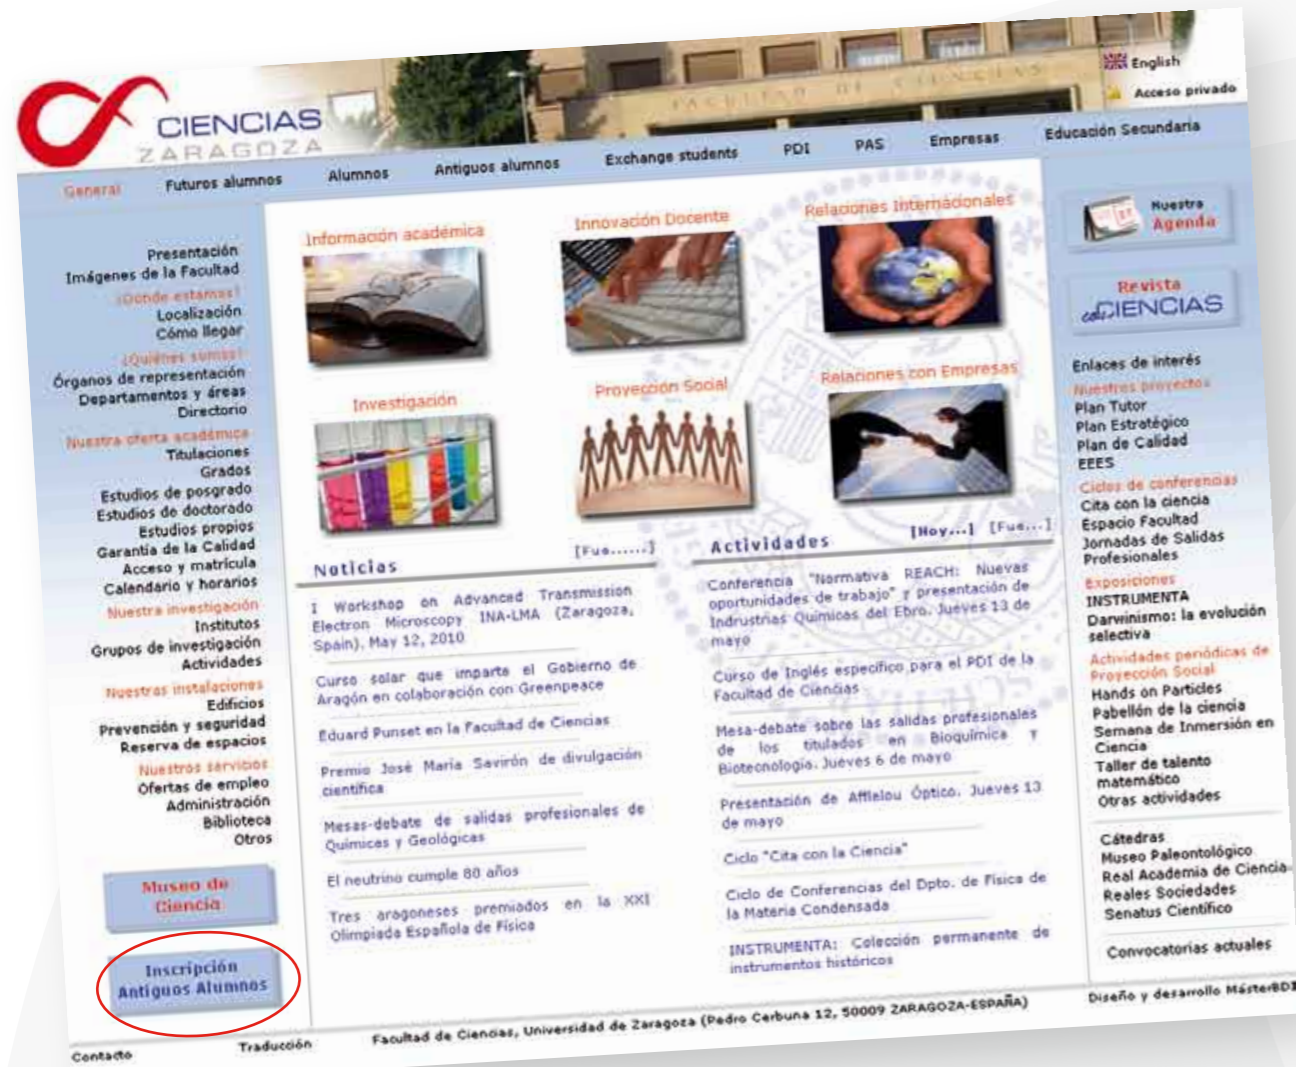 CIENCIAS
ZARAGOZA
FACULTAD DE CIENCIAS
English
Acceso privado
General
Futuros alumnos
Alumnos
Antiguos alumnos
Exchange students
PDI
PAS
Empresas
Educación Secundaria
Presentación
Imágenes de la Facultad
¿Dónde estamos?
Localización
Cómo llegar
¿Quiénes somos?
Órganos de representación
Departamentos y áreas
Directorio
Nuestra oferta académica
Titulaciones
Grados
Estudios de posgrado
Estudios de doctorado
Estudios propios
Garantía de la Calidad
Acceso y matrícula
Calendario y horarios
Nuestra investigación
Institutos
Grupos de investigación
Actividades
Nuestras instalaciones
Edificios
Prevención y seguridad
Reserva de espacios
Nuestros servicios
Ofertas de empleo
Administración
Biblioteca
Otros
Museo de
Ciencia
Inscripción
Antiguos Alumnos
Información académica
Innovación Docente
Relaciones Internacionales
Investigación
Proyección Social
Relaciones con Empresas
Noticias
[Fue......]
I Workshop on Advanced Transmission
Electron Microscopy INA-LMA (Zaragoza,
Spain). May 12, 2010
Curso solar que imparte el Gobierno de
Aragón en colaboración con Greenpeace
Eduard Punset en la Facultad de Ciencias
Premio José María Savirón de divulgación
científica
Mesas-debate de salidas profesionales de
Químicas y Geológicas
El neutrino cumple 80 años
Tres aragoneses premiados en la XXI
Olimpiada Española de Física
Actividades
[Hoy...] [Fue...]
Conferencia "Normativa REACH: Nuevas
oportunidades de trabajo" y presentación de
Indrustrias Químicas del Ebro. Jueves 13 de
mayo
Curso de Inglés específico para el PDI de la
Facultad de Ciencias
Mesa-debate sobre las salidas profesionales
de los titulados en Bioquímica y
Biotecnología. Jueves 6 de mayo
Presentación de Afflelou Óptico. Jueves 13
de mayo
Ciclo "Cita con la Ciencia"
Ciclo de Conferencias del Dpto. de Física de
la Materia Condensada
INSTRUMENTA: Colección permanente de
instrumentos históricos
Nuestra
Agenda
Revista
CIENCIAS
Enlaces de interés
Nuestros proyectos
Plan Tutor
Plan Estratégico
Plan de Calidad
EEES
Ciclos de conferencias
Cita con la ciencia
Espacio Facultad
Jornadas de Salidas
Profesionales
Exposiciones
INSTRUMENTA
Darwinismo: la evolución
selectiva
Actividades periódicas de
Proyección Social
Hands on Particles
Pabellón de la ciencia
Semana de Inmersión en
Ciencia
Taller de talento
matemático
Otras actividades
Cátedras
Museo Paleontológico
Real Academia de Ciencia
Reales Sociedades
Senatus Científico
Convocatorias actuales
Contacto
Traducción
Facultad de Ciencias, Universidad de Zaragoza (Pedro Cerbuna 12, 50009 ZARAGOZA-ESPAÑA)
Diseño y desarrollo MásterBDI